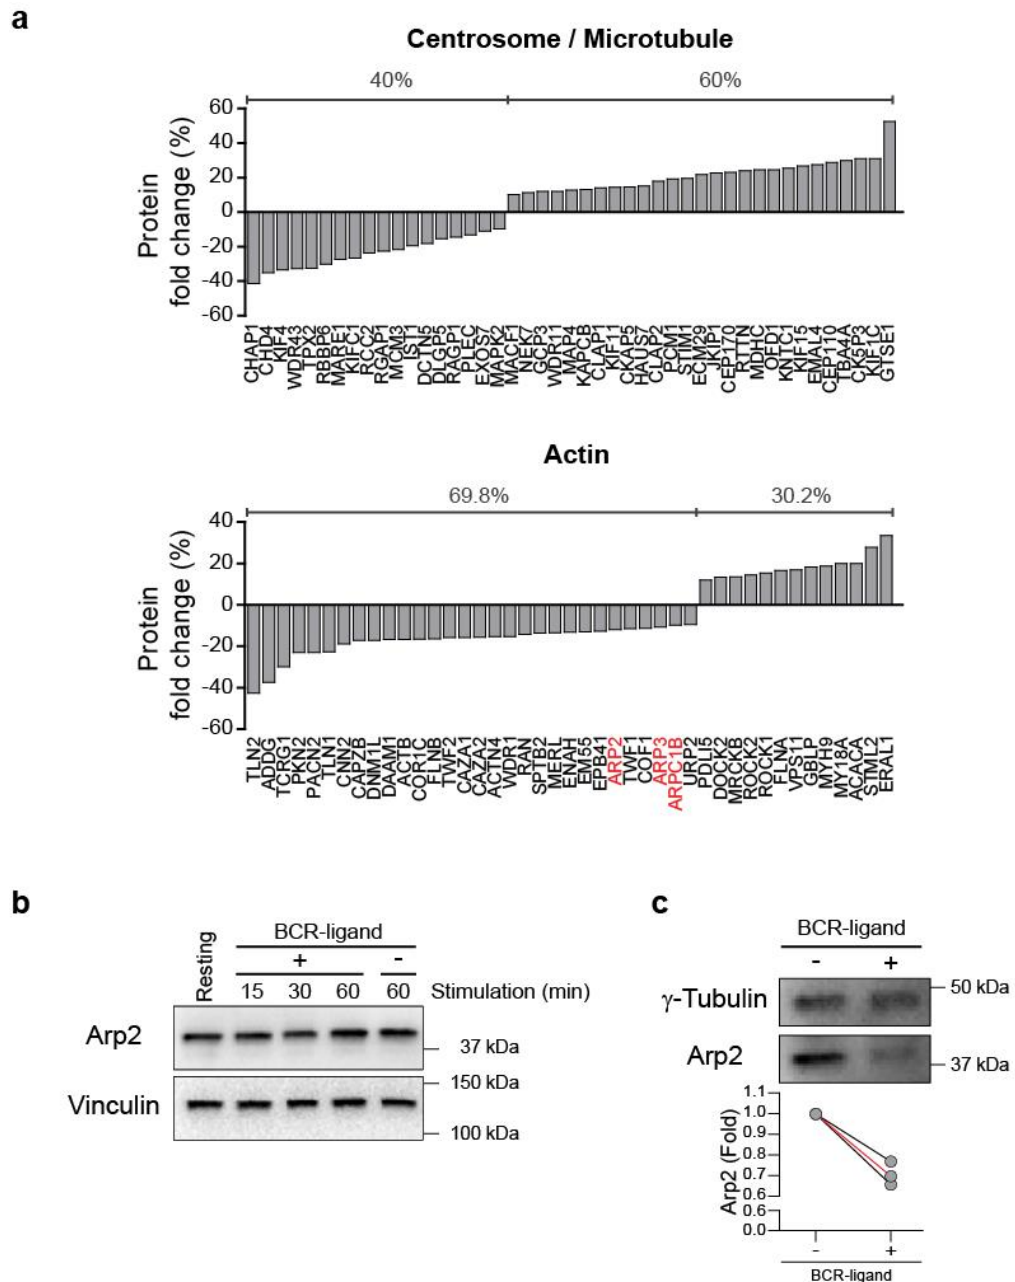 a
Centrosome / Microtubule
40%
60%
Protein
fold change (%)
60
40
20
0
-20
-40
-60
CHAP1
CHD4
KIF4
WDR43
TPX2
RBBP6
MARE1
KIFC1
RCC2
RGAP1
MCM3
IST1
DCTN5
DLGP5
RAGP1
PLEC
EXOS7
MAPK2
MACF1
NEK7
GCP3
WDR11
MAP4
KAPCB
CLAP1
KIF11
CKAP5
HAUS7
CLAP2
PCM1
STIM1
ECM29
JKIP1
CEP170
RTTN
MDHC
OFD1
KNTC1
KIF15
EMAL4
CEP110
TBA4A
CK5P3
KIF1C
GTSE1
Actin
69.8%
30.2%
Protein
fold change (%)
40
20
0
-20
-40
-60
TLN2
ADDG
TCRG1
PKN2
PACN2
TLN1
CNN2
CAPZB
DNM1L
DAAM1
ACTB
COR1C
FLNB
TWF2
CAZA1
CAZA2
ACTN4
WDR1
RAN
SPTB2
MERL
ENAH
EM55
EPB41
ARP2
TWF1
COF1
ARP3
ARPC1B
URP2
PDLI5
DOCK2
MRCKB
ROCK2
ROCK1
FLNA
VPS11
GBLP
MYH9
MY18A
ACACA
STML2
ERAL1
b
Resting
BCR-ligand
+ -
15 30 60 60 Stimulation (min)
Arp2
37 kDa
Vinculin
150 kDa
100 kDa
c
BCR-ligand
- +
γ-Tubulin
50 kDa
Arp2
37 kDa
Arp2 (Fold)
1.1
1.0
0.9
0.8
0.7
0.6
0.6
0.0
- +
BCR-ligand